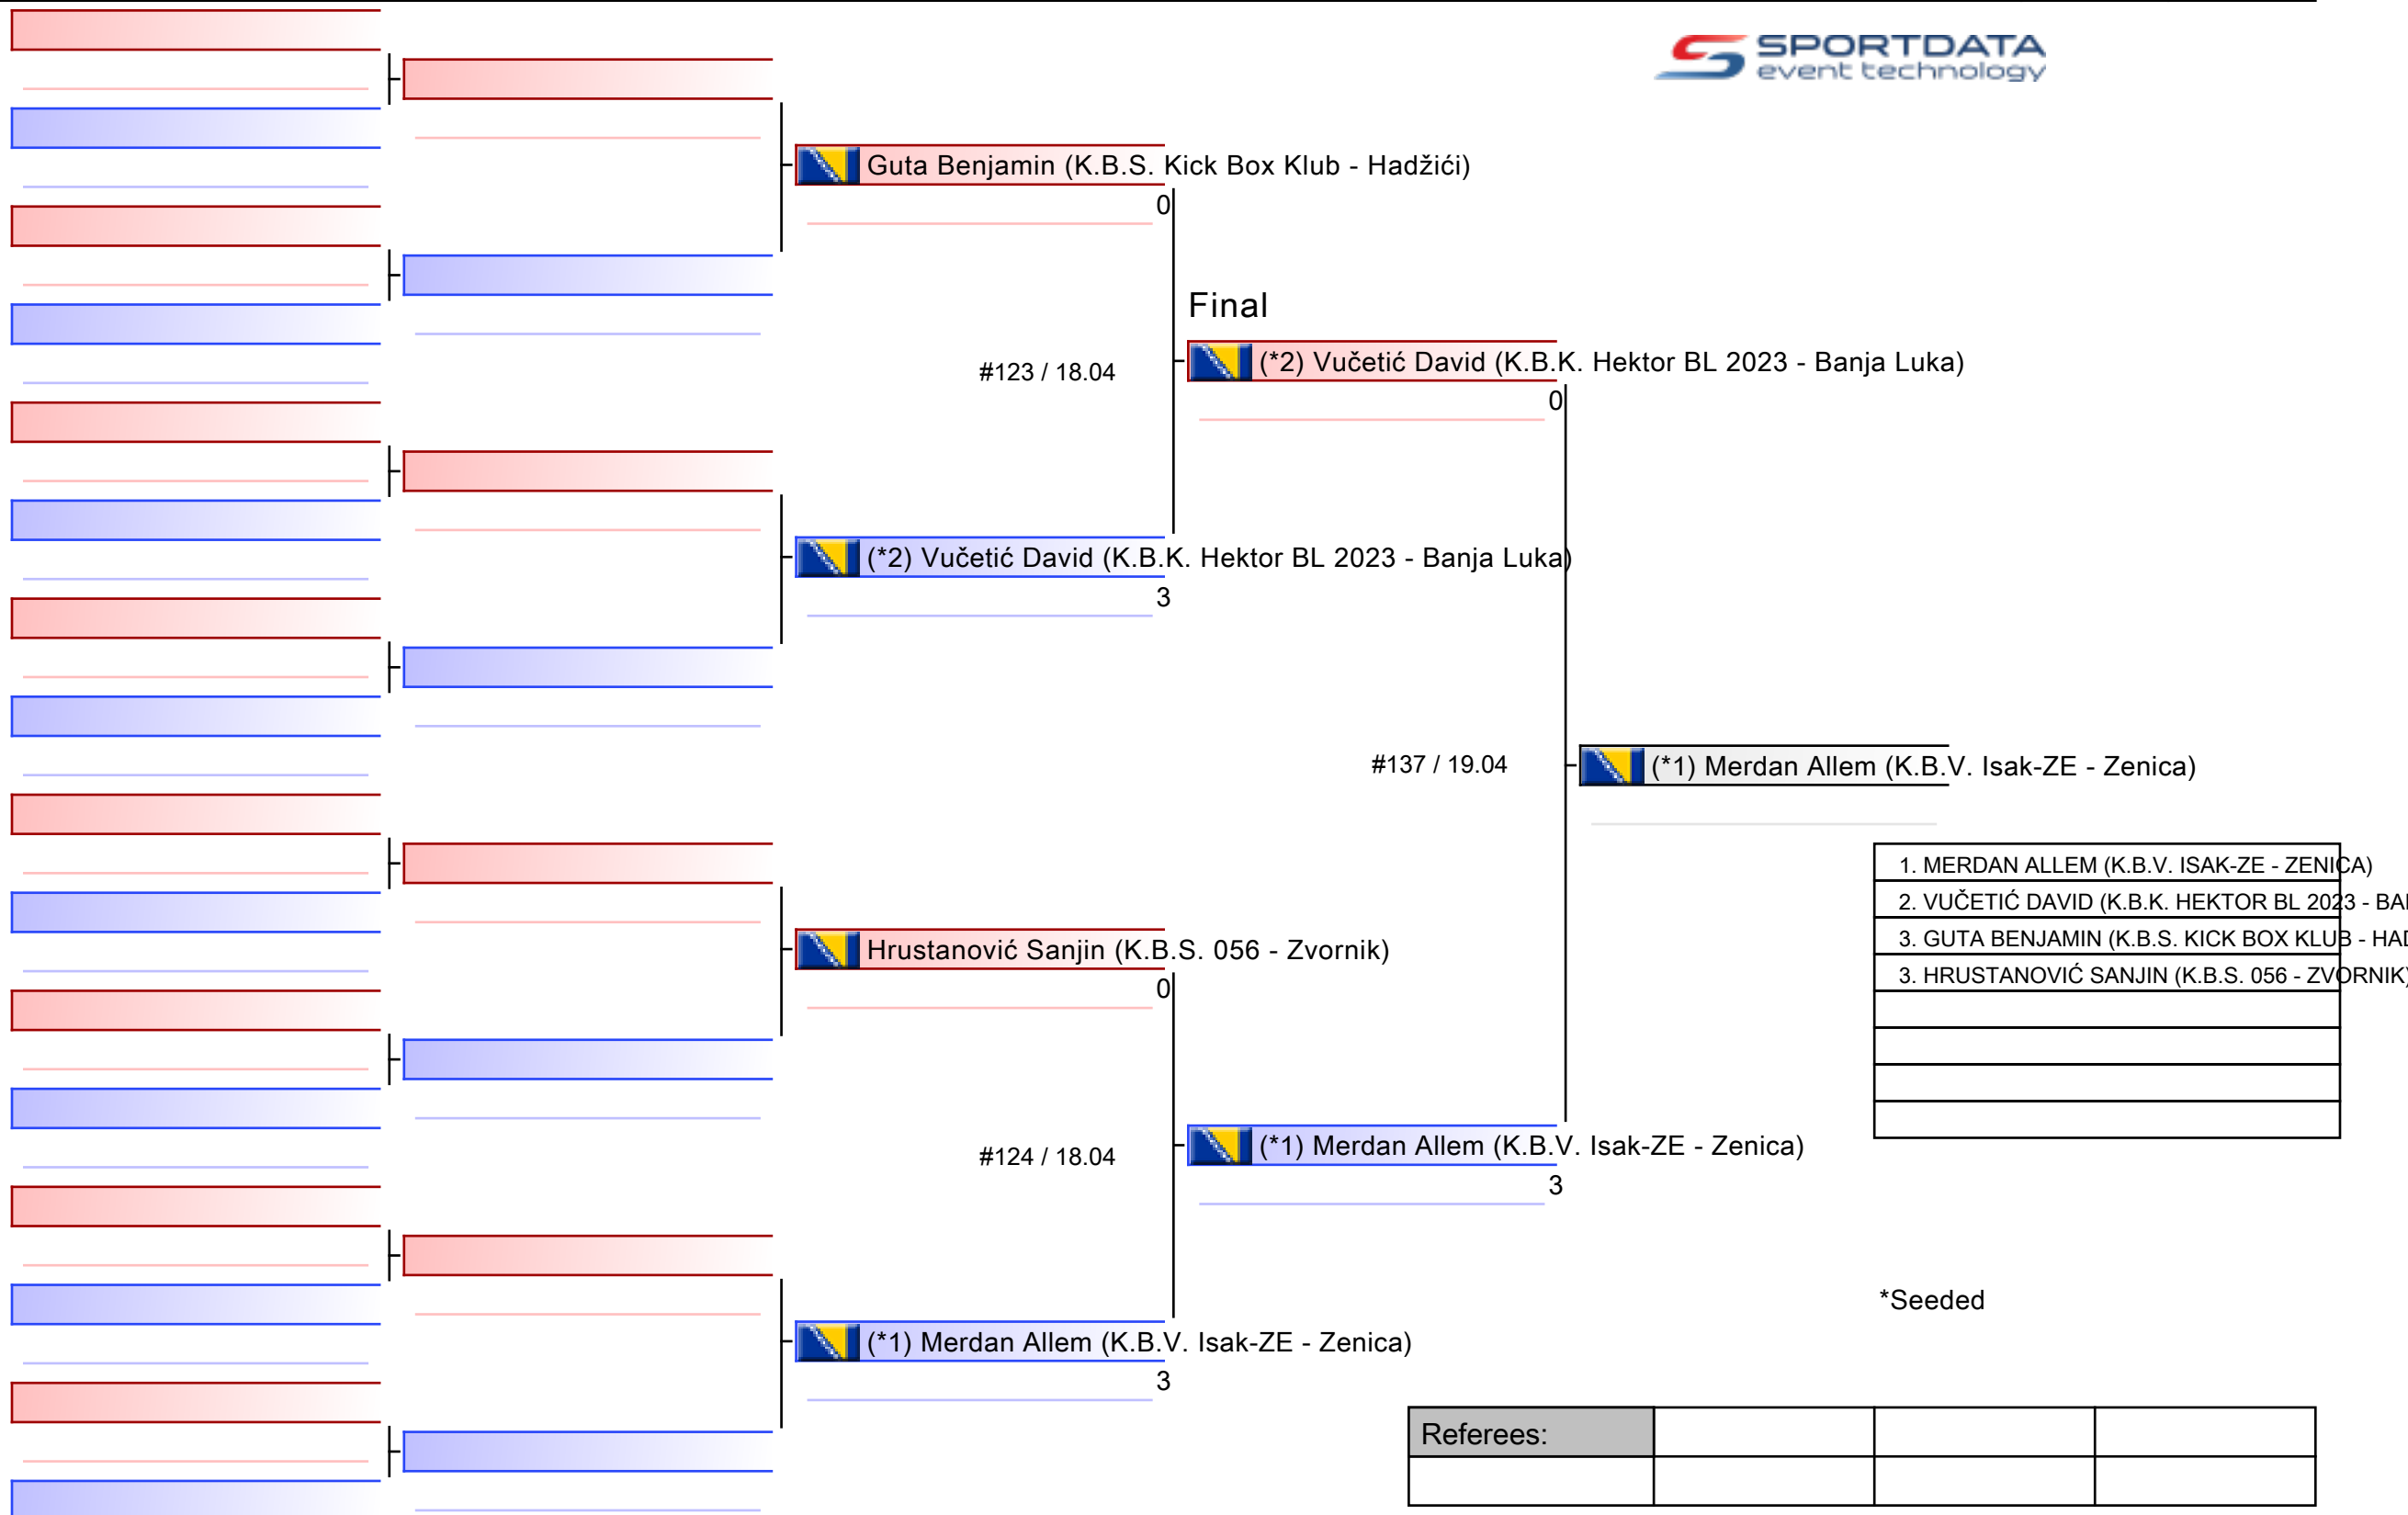 SPORTDATA
event technology
Guta Benjamin (K.B.S. Kick Box Klub - Hadžići)
0
Final
#123 / 18.04
(*2) Vučetić David (K.B.K. Hektor BL 2023 - Banja Luka)
0
(*2) Vučetić David (K.B.K. Hektor BL 2023 - Banja Luka)
3
#137 / 19.04
(*1) Merdan Allem (K.B.V. Isak-ZE - Zenica)
1. MERDAN ALLEM (K.B.V. ISAK-ZE - ZENICA)
2. VUČETIĆ DAVID (K.B.K. HEKTOR BL 2023 - BA
3. GUTA BENJAMIN (K.B.S. KICK BOX KLUB - HAD
3. HRUSTANOVIĆ SANJIN (K.B.S. 056 - ZVORNIK)
Hrustanović Sanjin (K.B.S. 056 - Zvornik)
0
#124 / 18.04
(*1) Merdan Allem (K.B.V. Isak-ZE - Zenica)
3
*Seeded
(*1) Merdan Allem (K.B.V. Isak-ZE - Zenica)
3
Referees: